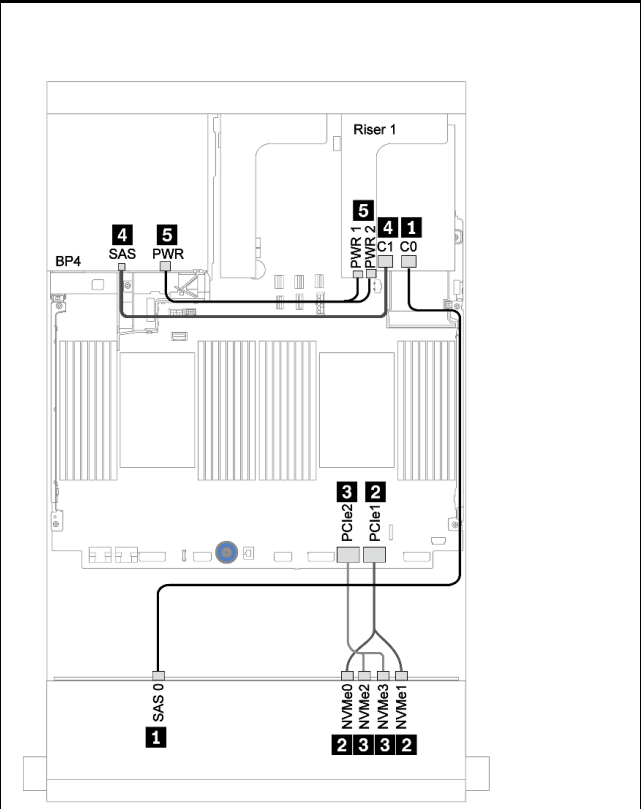 Riser 1
5
4
1
4
5
PWR 1
PWR 2
C1
C0
SAS
PWR
BP4
3
2
PCIe2
PCIe1
SAS 0
NVMe0
NVMe2
NVMe3
NVMe1
1
2
3
3
2